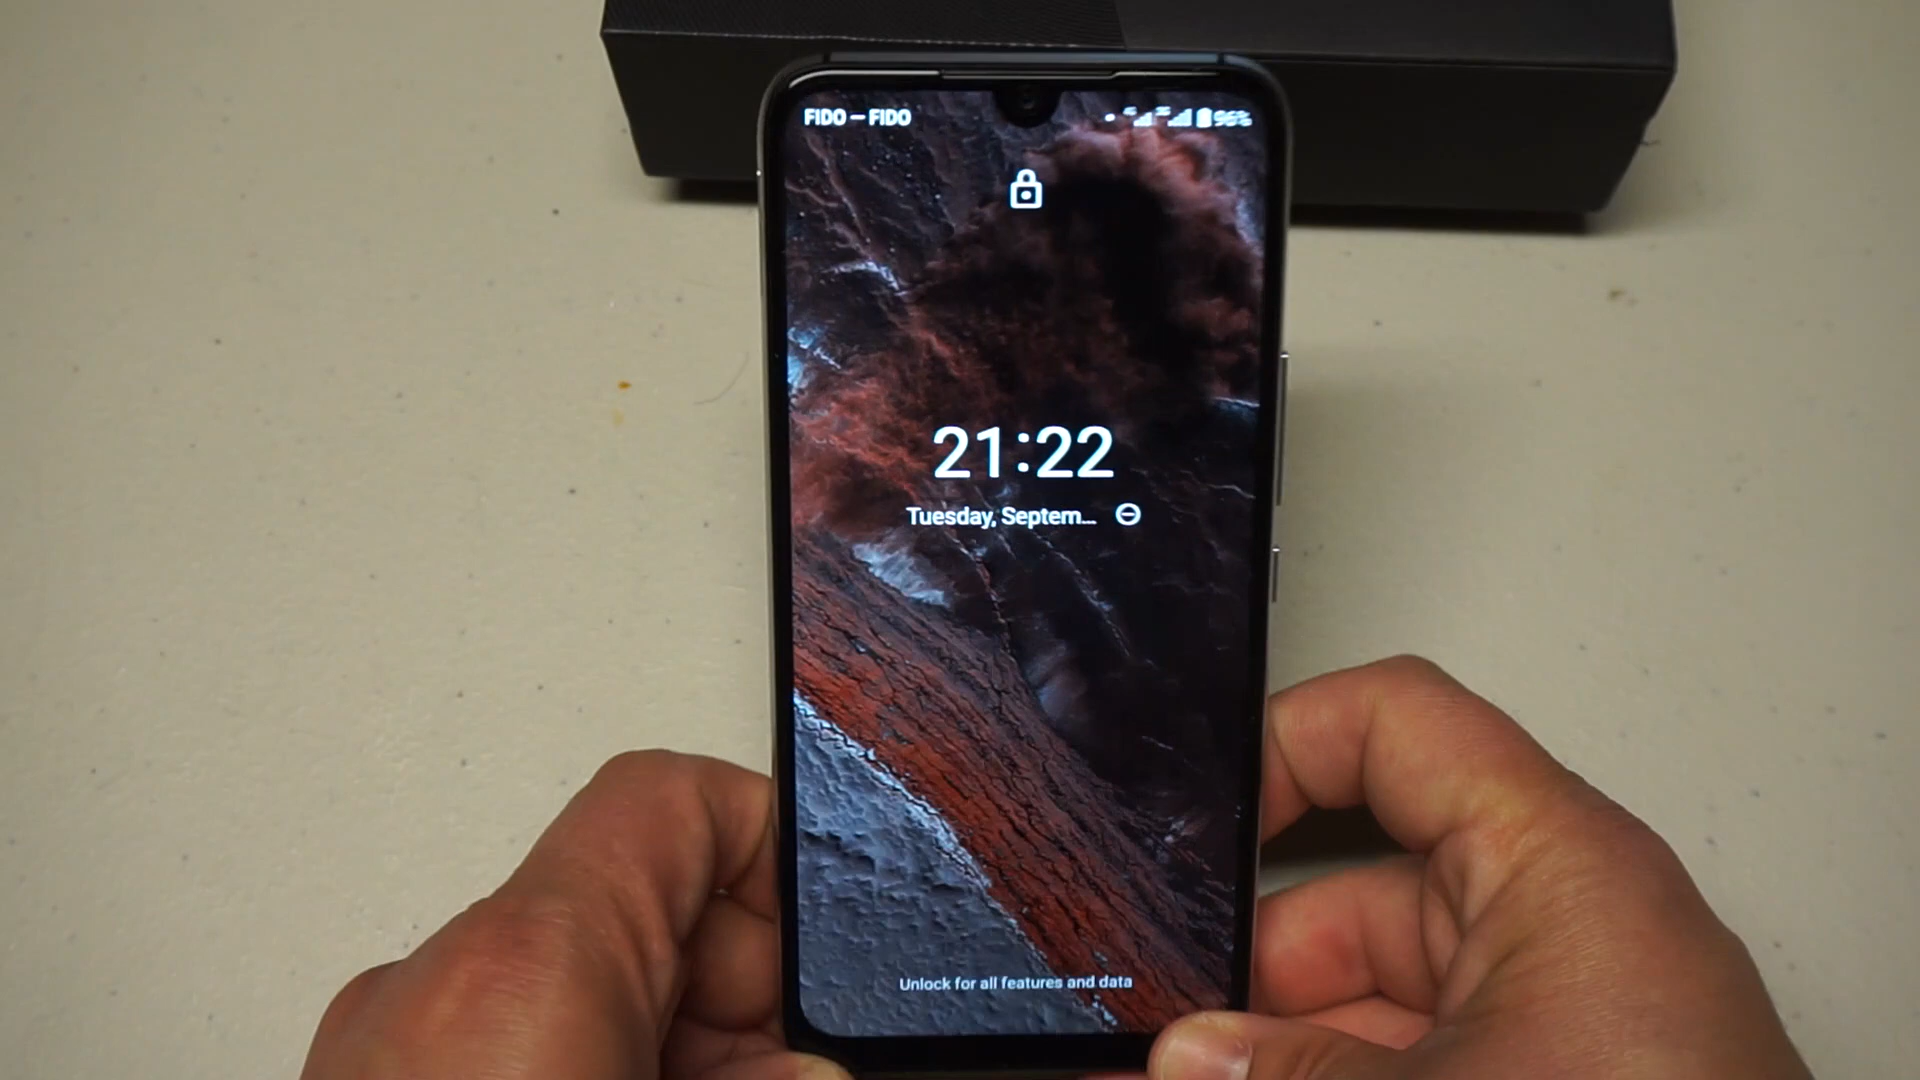 FIDO — FIDO 96%
21:22
Tuesday, Septem...
Unlock for all features and data